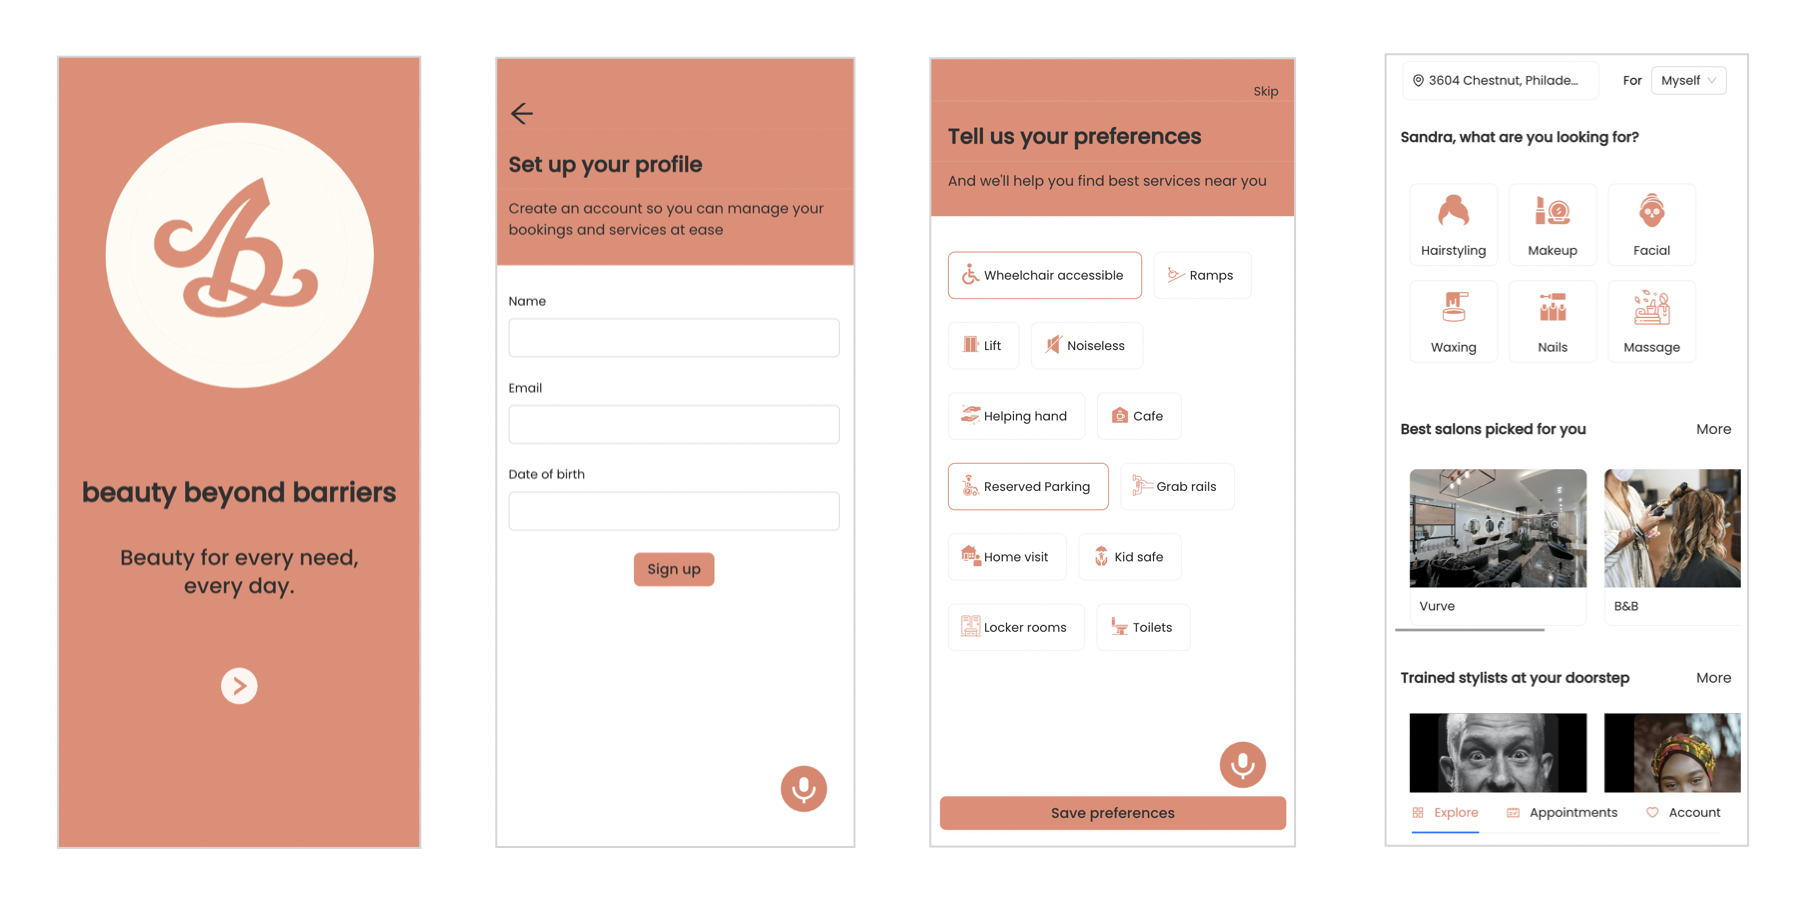 beauty beyond barriers
Beauty for every need,
every day.
Set up your profile
Create an account so you can manage your
bookings and services at ease
Name
Email
Date of birth
Sign up
Skip
Tell us your preferences
And we'll help you find best services near you
Wheelchair accessible
Ramps
Lift
Noiseless
Helping hand
Cafe
Reserved Parking
Grab rails
Home visit
Kid safe
Locker rooms
Toilets
Save preferences
3604 Chestnut, Philade...
For
Myself
Sandra, what are you looking for?
Hairstyling
Makeup
Facial
Waxing
Nails
Massage
Best salons picked for you
More
Vurve
B&B
Trained stylists at your doorstep
More
Explore
Appointments
Account